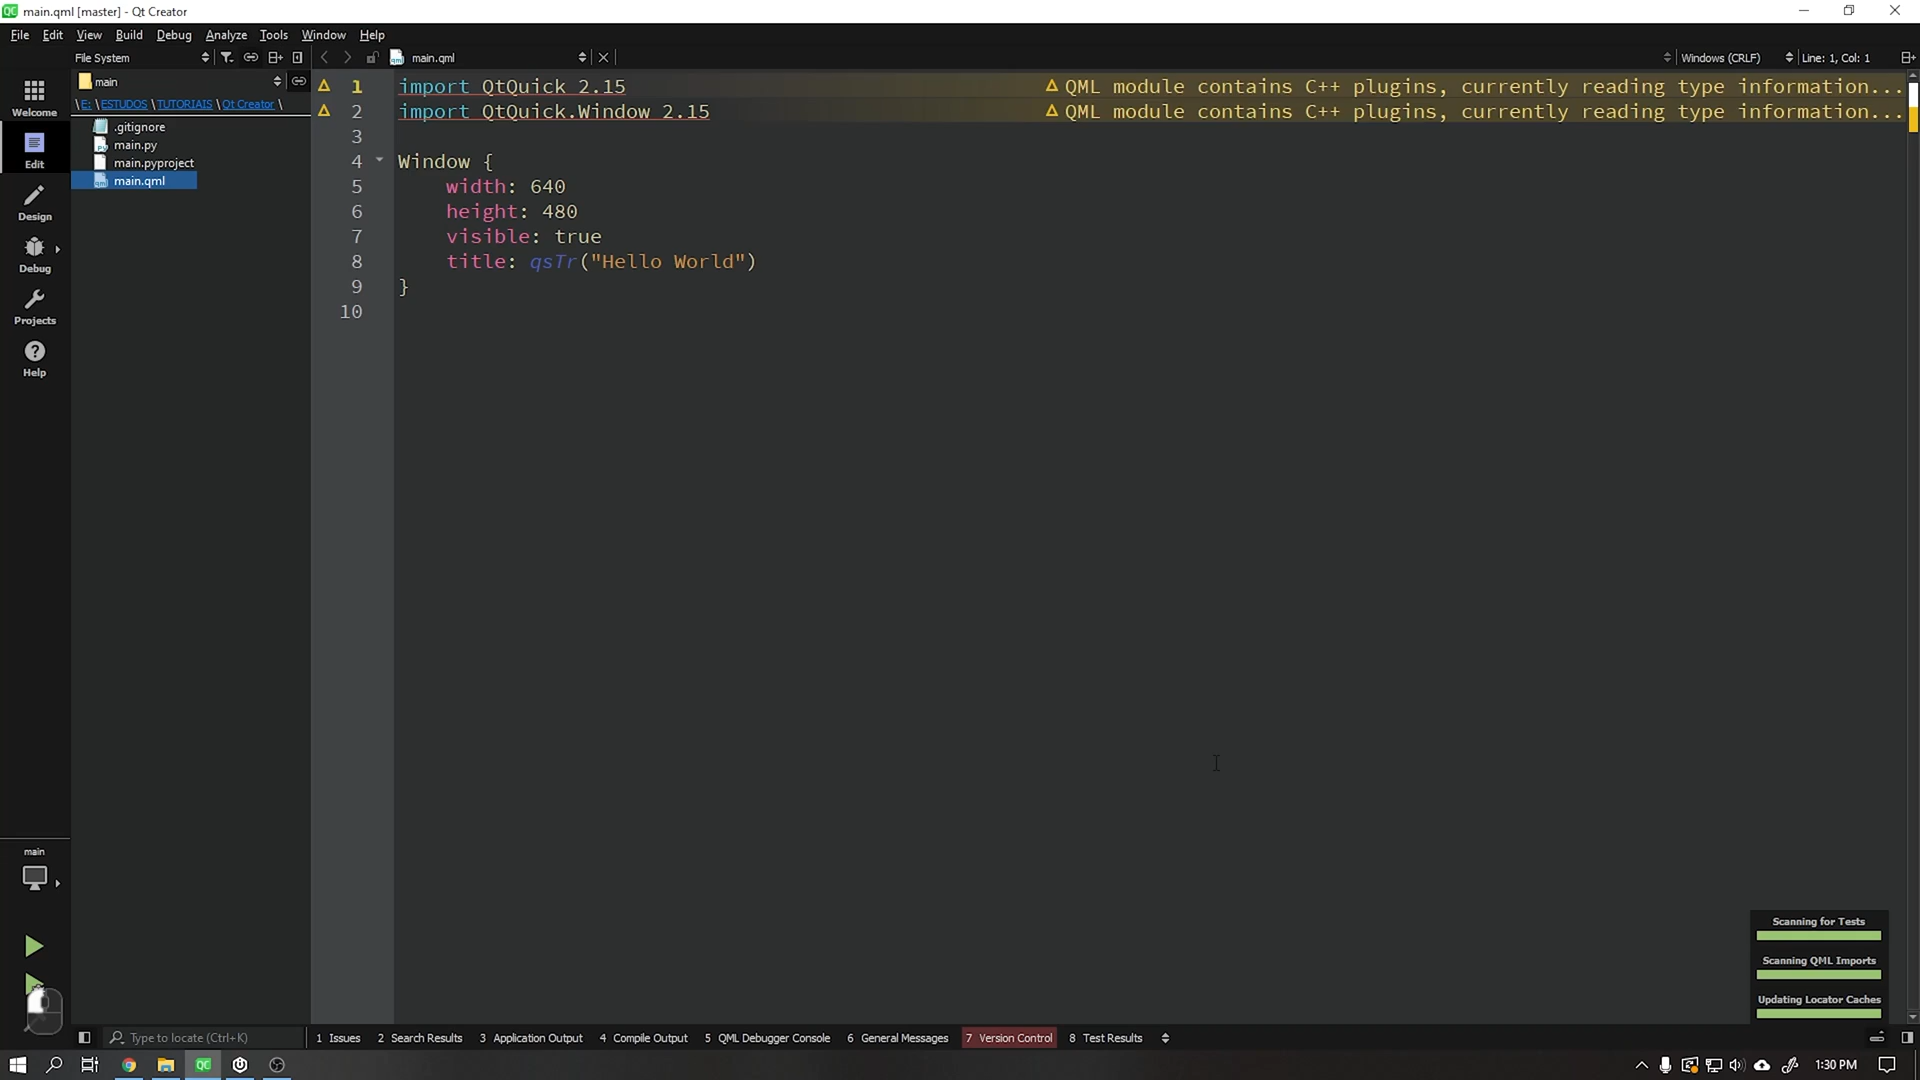 main.qml [master] - Qt Creator
File Edit View Build Debug Analyze Tools Window Help
File System
main.qml
Windows (CRLF)
Line: 1, Col: 1
main
\E: \ESTUDOS \TUTORIAIS \Qt Creator \
.gitignore
main.py
main.pyproject
main.qml
Welcome
Edit
Design
Debug
Projects
Help
1 import QtQuick 2.15
QML module contains C++ plugins, currently reading type information...
2 import QtQuick.Window 2.15
QML module contains C++ plugins, currently reading type information...
3
4 Window {
5 width: 640
6 height: 480
7 visible: true
8 title: qsTr("Hello World")
9 }
10
main
Scanning for Tests
Scanning QML Imports
Updating Locator Caches
Type to locate (Ctrl+K)
1 Issues 2 Search Results 3 Application Output 4 Compile Output 5 QML Debugger Console 6 General Messages 7 Version Control 8 Test Results
QC
1:30 PM